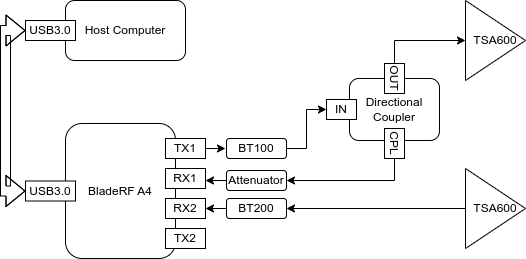 USB3.0
Host Computer
TSA600
OUT
IN
Directional
Coupler
CPL
TX1
BT100
RX1
Attenuator
USB3.0
BladeRF A4
RX2
BT200
TSA600
TX2